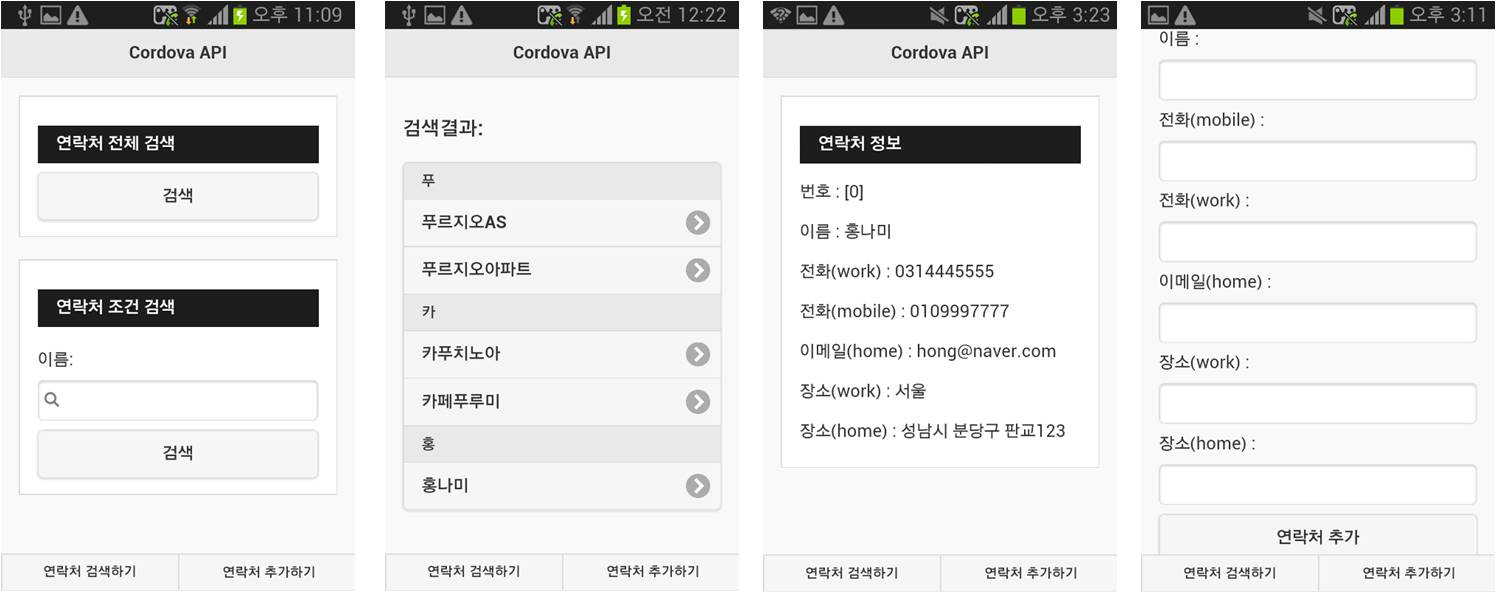 오후 11:09
Cordova API
연락처 전체 검색
검색
연락처 조건 검색
이름:
검색
연락처 검색하기
연락처 추가하기
오전 12:22
Cordova API
검색결과:
푸
푸르지오AS
푸르지오아파트
카
카푸치노아
카페푸루미
홍
홍나미
연락처 검색하기
연락처 추가하기
오후 3:23
Cordova API
연락처 정보
번호 : [0]
이름 : 홍나미
전화(work) : 0314445555
전화(mobile) : 0109997777
이메일(home) : hong@naver.com
장소(work) : 서울
장소(home) : 성남시 분당구 판교123
연락처 검색하기
연락처 추가하기
오후 3:11
이름 :
전화(mobile) :
전화(work) :
이메일(home) :
장소(work) :
장소(home) :
연락처 추가
연락처 검색하기
연락처 추가하기